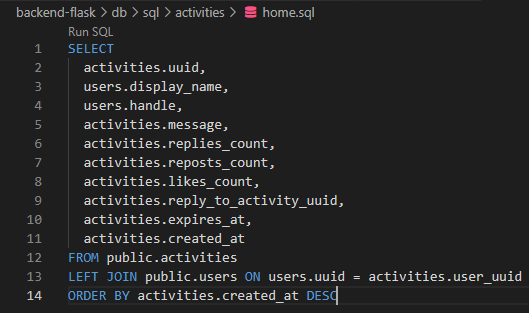 backend-flask > db > sql > activities > home.sql
Run SQL
1 SELECT
2 activities.uuid,
3 users.display_name,
4 users.handle,
5 activities.message,
6 activities.replies_count,
7 activities.reposts_count,
8 activities.likes_count,
9 activities.reply_to_activity_uuid,
10 activities.expires_at,
11 activities.created_at
12 FROM public.activities
13 LEFT JOIN public.users ON users.uuid = activities.user_uuid
14 ORDER BY activities.created_at DESC